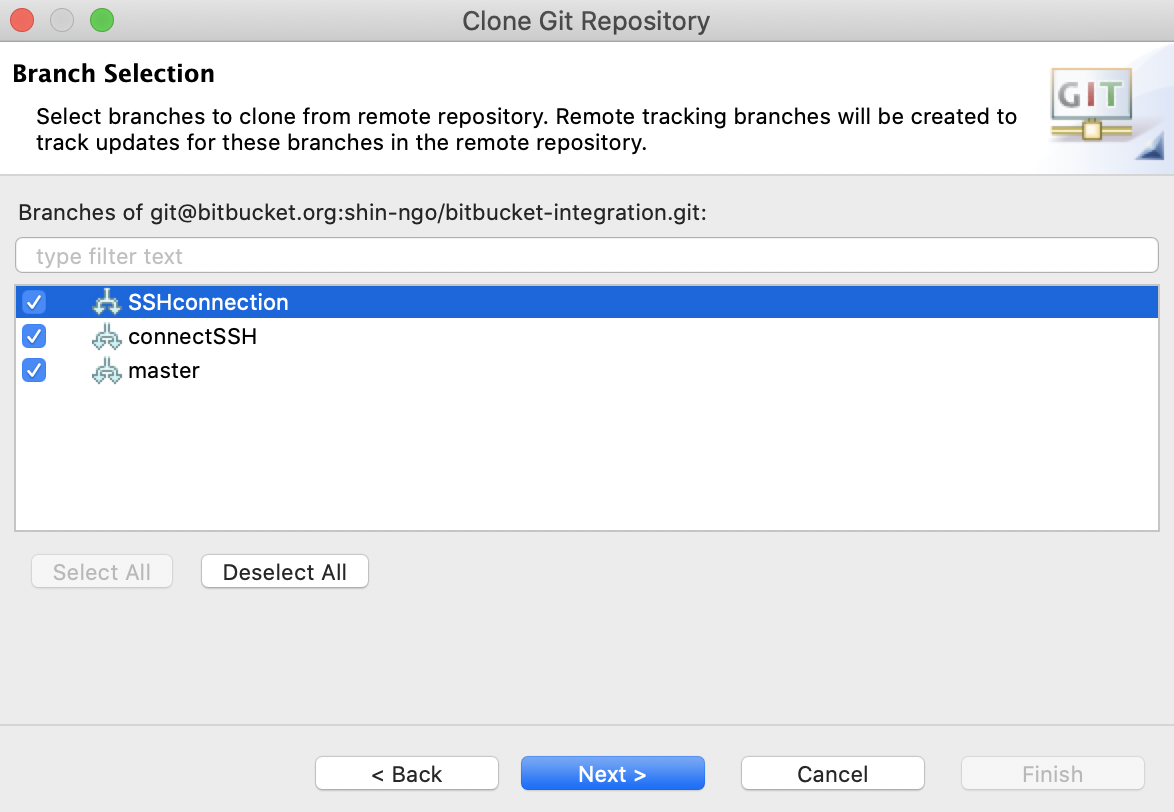 Clone Git Repository
Branch Selection
Select branches to clone from remote repository. Remote tracking branches will be created to
track updates for these branches in the remote repository.
GIT
Branches of git@bitbucket.org:shin-ngo/bitbucket-integration.git:
type filter text
SSHconnection
connectSSH
master
Select All
Deselect All
< Back
Next >
Cancel
Finish